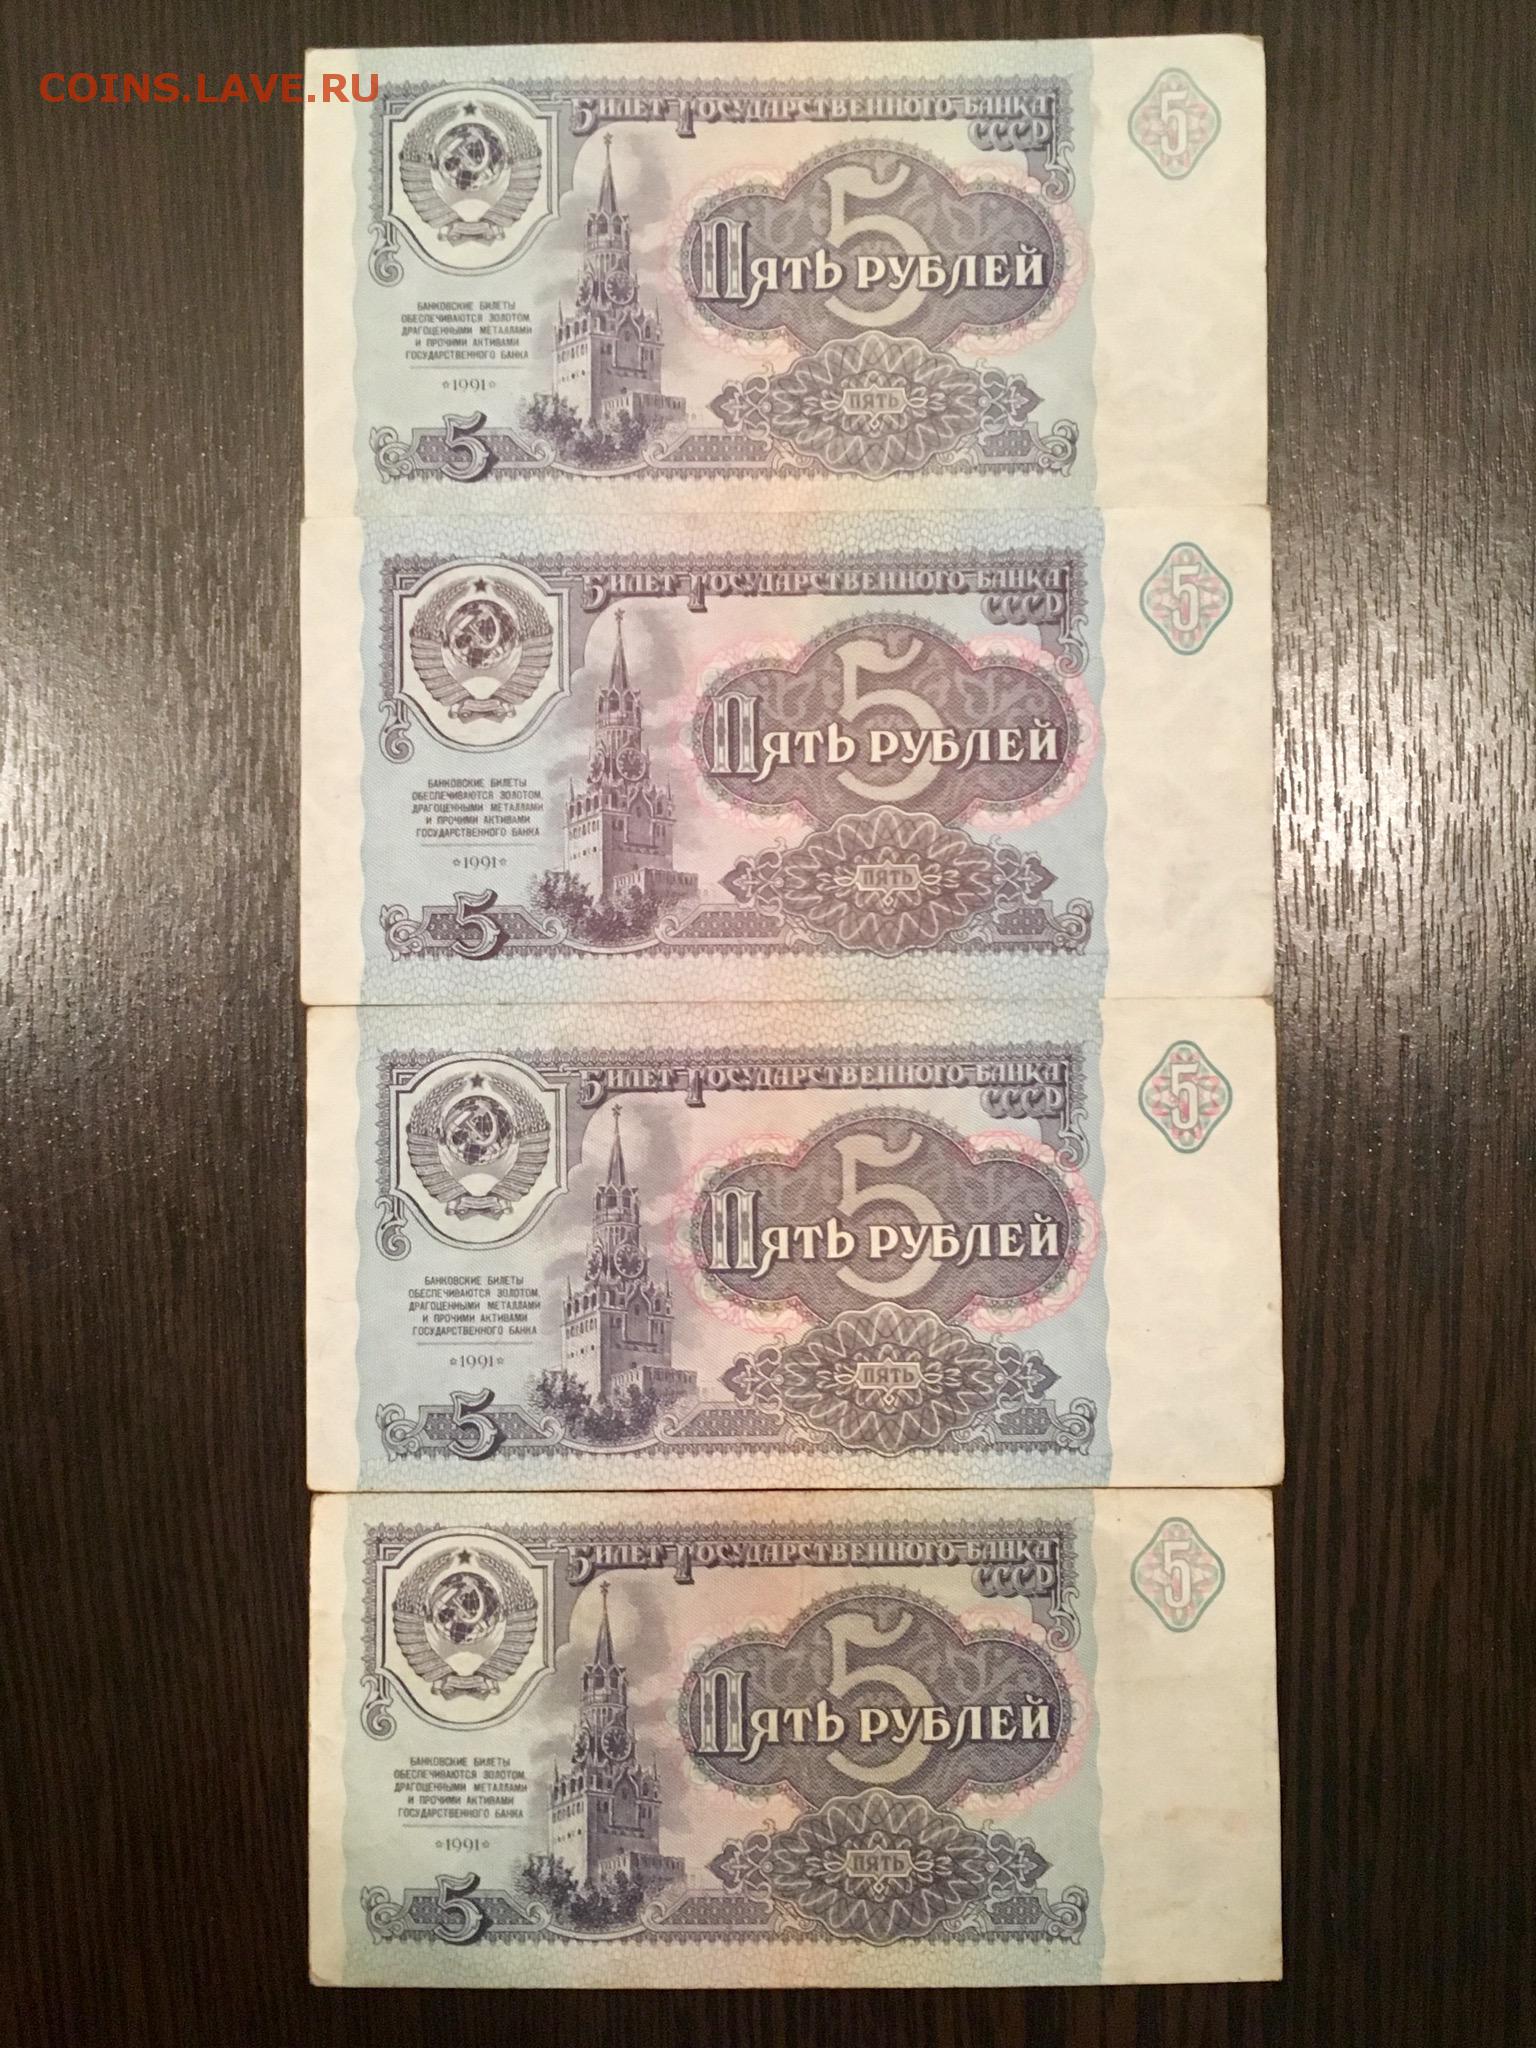 COINS.LAVE.RU
БИЛЕТ ГОСУДАРСТВЕННОГО БАНКА
СССР
5
5
ПЯТЬ РУБЛЕЙ
БАНКОВСКИЕ БИЛЕТЫ
ОБЕСПЕЧИВАЮТСЯ ЗОЛОТОМ,
ДРАГОЦЕННЫМИ МЕТАЛЛАМИ
И ПРОЧИМИ АКТИВАМИ
ГОСУДАРСТВЕННОГО БАНКА
1991
ПЯТЬ
5
БИЛЕТ ГОСУДАРСТВЕННОГО БАНКА
СССР
5
5
ПЯТЬ РУБЛЕЙ
БАНКОВСКИЕ БИЛЕТЫ
ОБЕСПЕЧИВАЮТСЯ ЗОЛОТОМ,
ДРАГОЦЕННЫМИ МЕТАЛЛАМИ
И ПРОЧИМИ АКТИВАМИ
ГОСУДАРСТВЕННОГО БАНКА
1991
ПЯТЬ
5
БИЛЕТ ГОСУДАРСТВЕННОГО БАНКА
СССР
5
5
ПЯТЬ РУБЛЕЙ
БАНКОВСКИЕ БИЛЕТЫ
ОБЕСПЕЧИВАЮТСЯ ЗОЛОТОМ,
ДРАГОЦЕННЫМИ МЕТАЛЛАМИ
И ПРОЧИМИ АКТИВАМИ
ГОСУДАРСТВЕННОГО БАНКА
1991
ПЯТЬ
5
БИЛЕТ ГОСУДАРСТВЕННОГО БАНКА
СССР
5
5
ПЯТЬ РУБЛЕЙ
БАНКОВСКИЕ БИЛЕТЫ
ОБЕСПЕЧИВАЮТСЯ ЗОЛОТОМ,
ДРАГОЦЕННЫМИ МЕТАЛЛАМИ
И ПРОЧИМИ АКТИВАМИ
ГОСУДАРСТВЕННОГО БАНКА
1991
ПЯТЬ
5